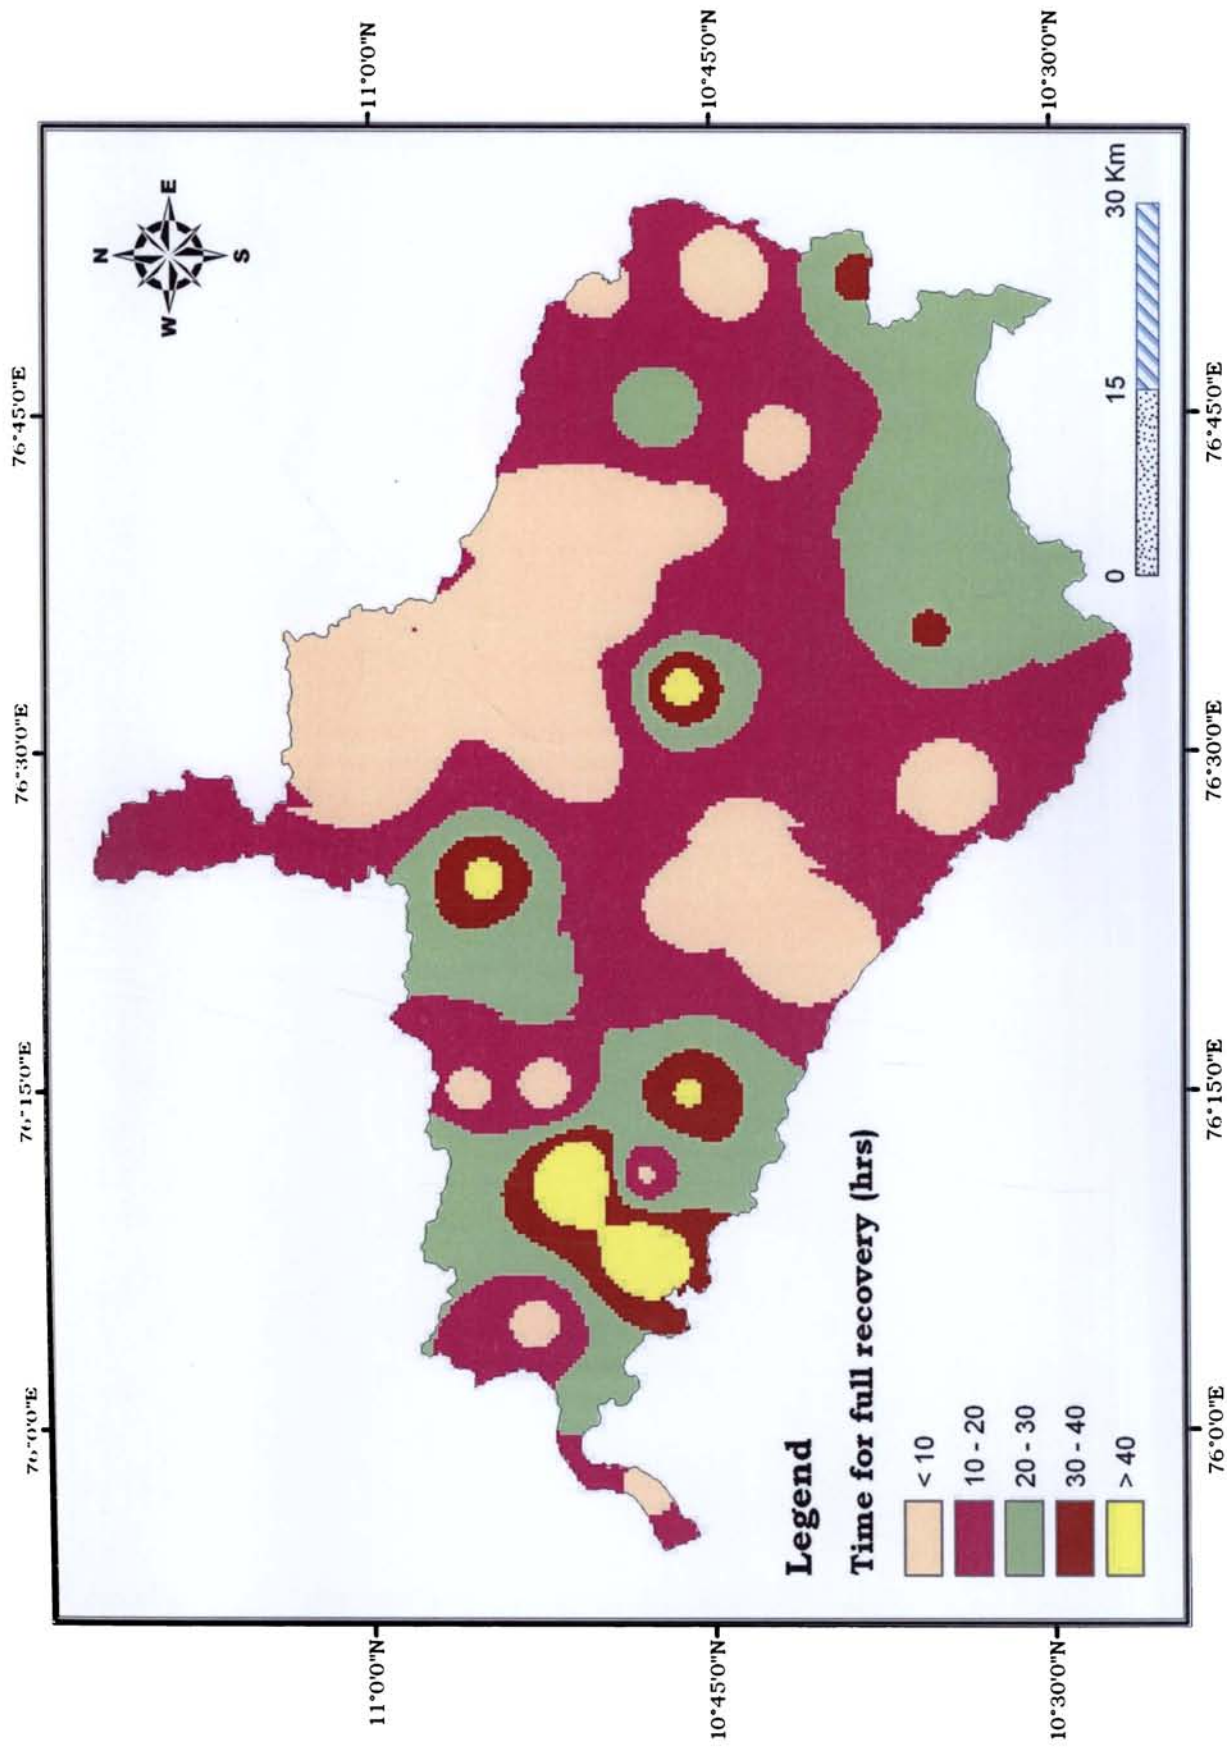 76°0'0"E 76°15'0"E 76°30'0"E 76°45'0"E
N
W E
S
11°0'0"N 11°0'0"N
10°45'0"N 10°45'0"N
10°30'0"N 10°30'0"N
Legend
Time for full recovery (hrs)
< 10
10 - 20
20 - 30
30 - 40
> 40
0 15 30 Km
76°0'0"E 76°15'0"E 76°30'0"E 76°45'0"E